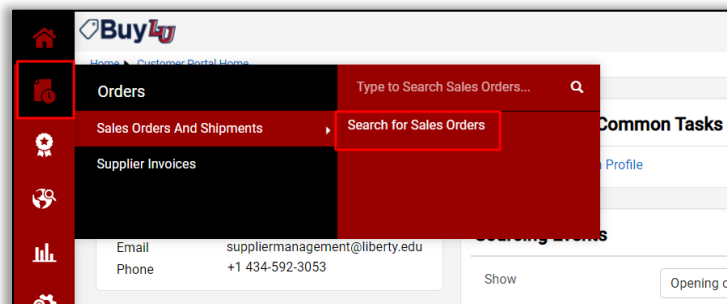 BuyLU
Home Customer Portal Home
Orders
Type to Search Sales Orders...
Sales Orders And Shipments
Search for Sales Orders
Common Tasks
Supplier Invoices
Profile
Sourcing Events
Email suppliermanagement@liberty.edu
Phone +1 434-592-3053
Show
Opening